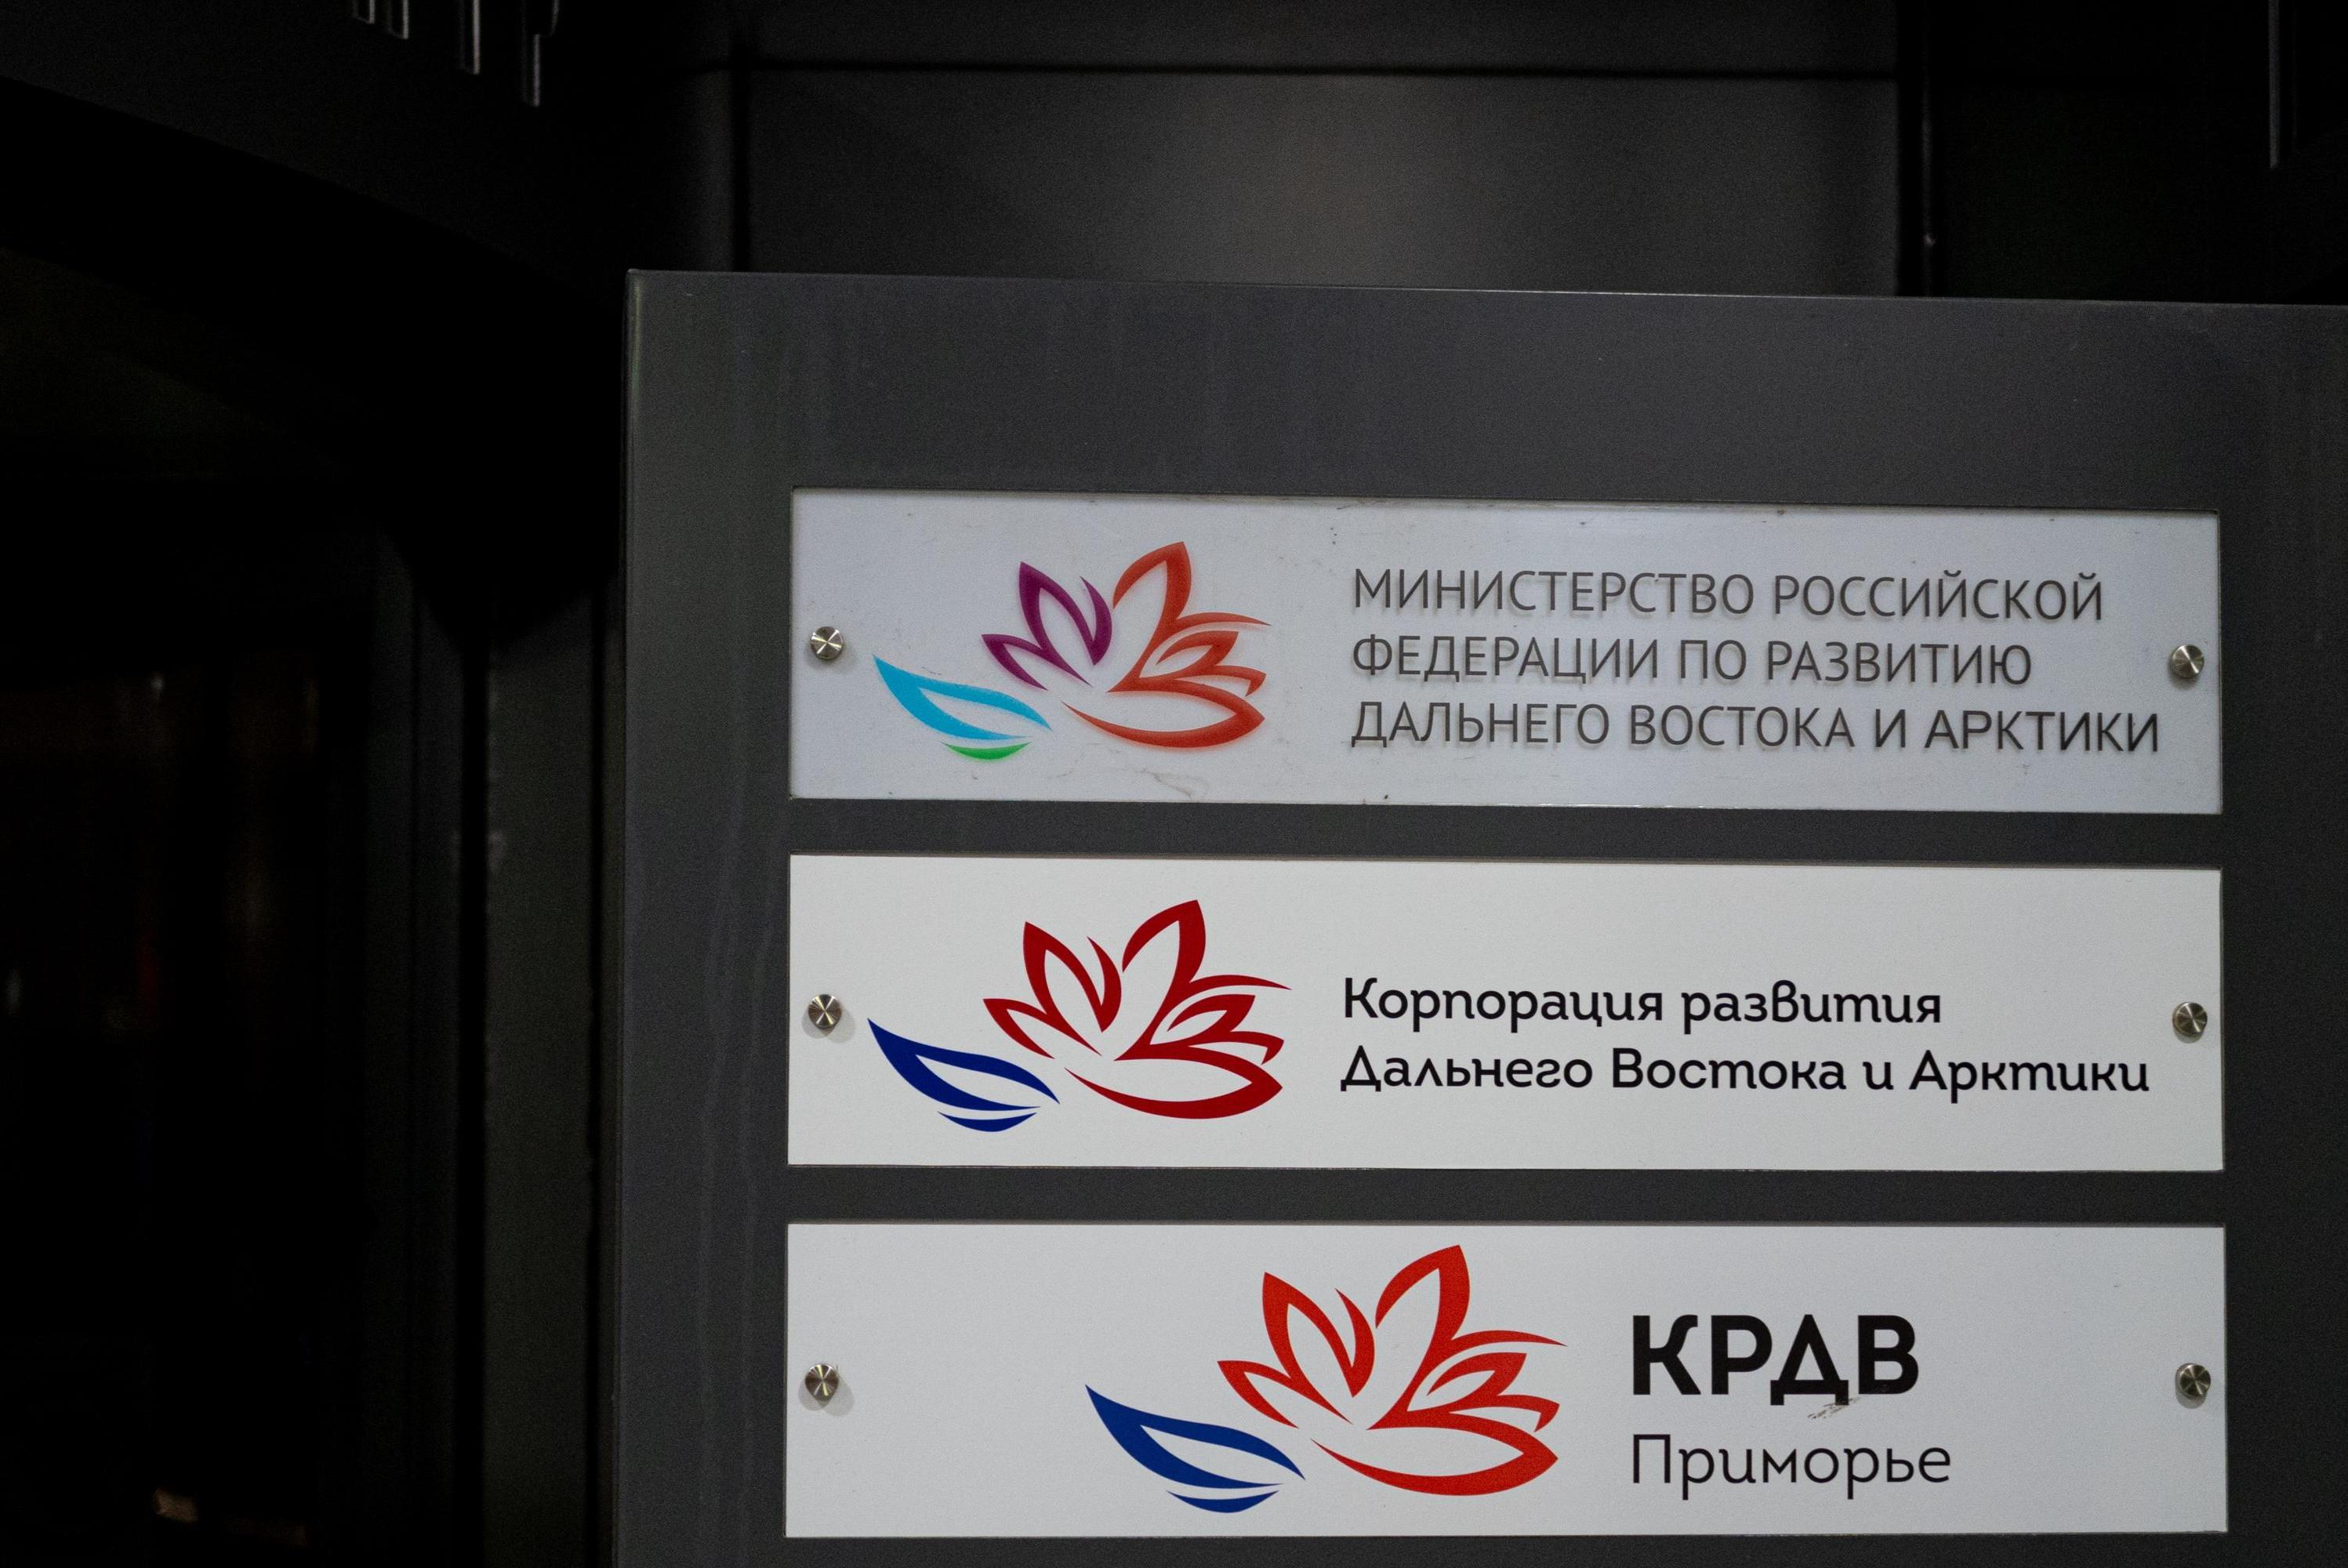 МИНИСТЕРСТВО РОССИЙСКОЙ
ФЕДЕРАЦИИ ПО РАЗВИТИЮ
ДАЛЬНЕГО ВОСТОКА И АРКТИКИ
Корпорация развития
Дальнего Востока и Арктики
КРДВ
Приморье